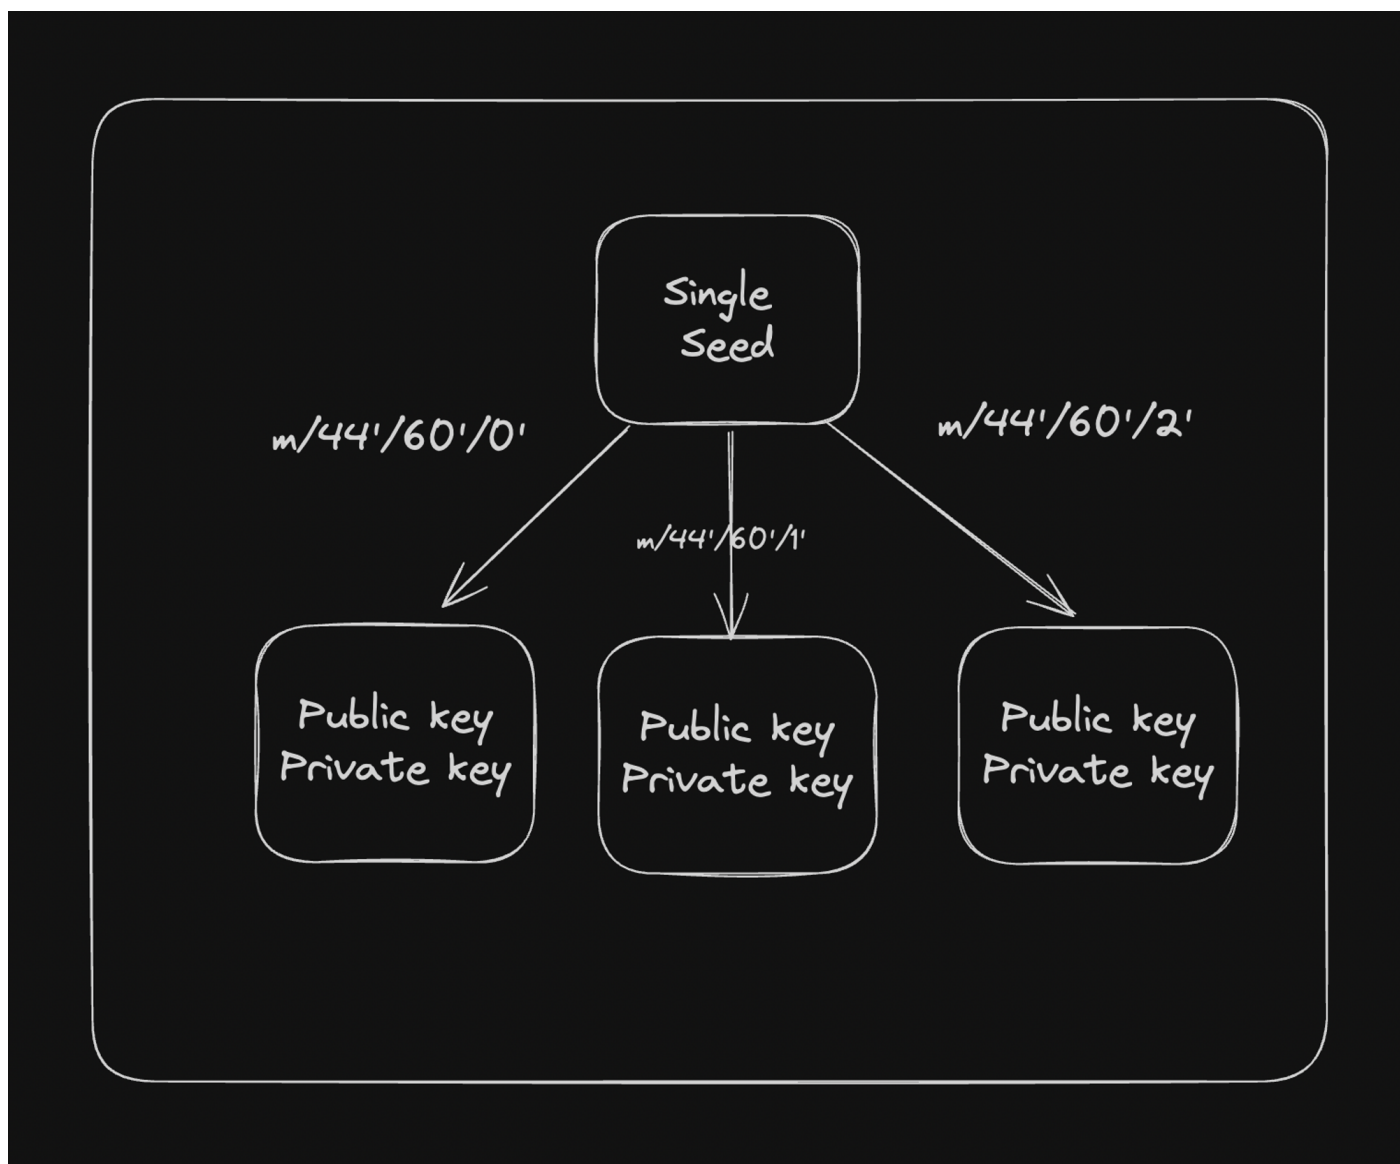 Single
Seed
m/44'/60'/0'
m/44'/60'/2'
m/44'/60'/1'
Public key
Private key
Public key
Private key
Public key
Private key